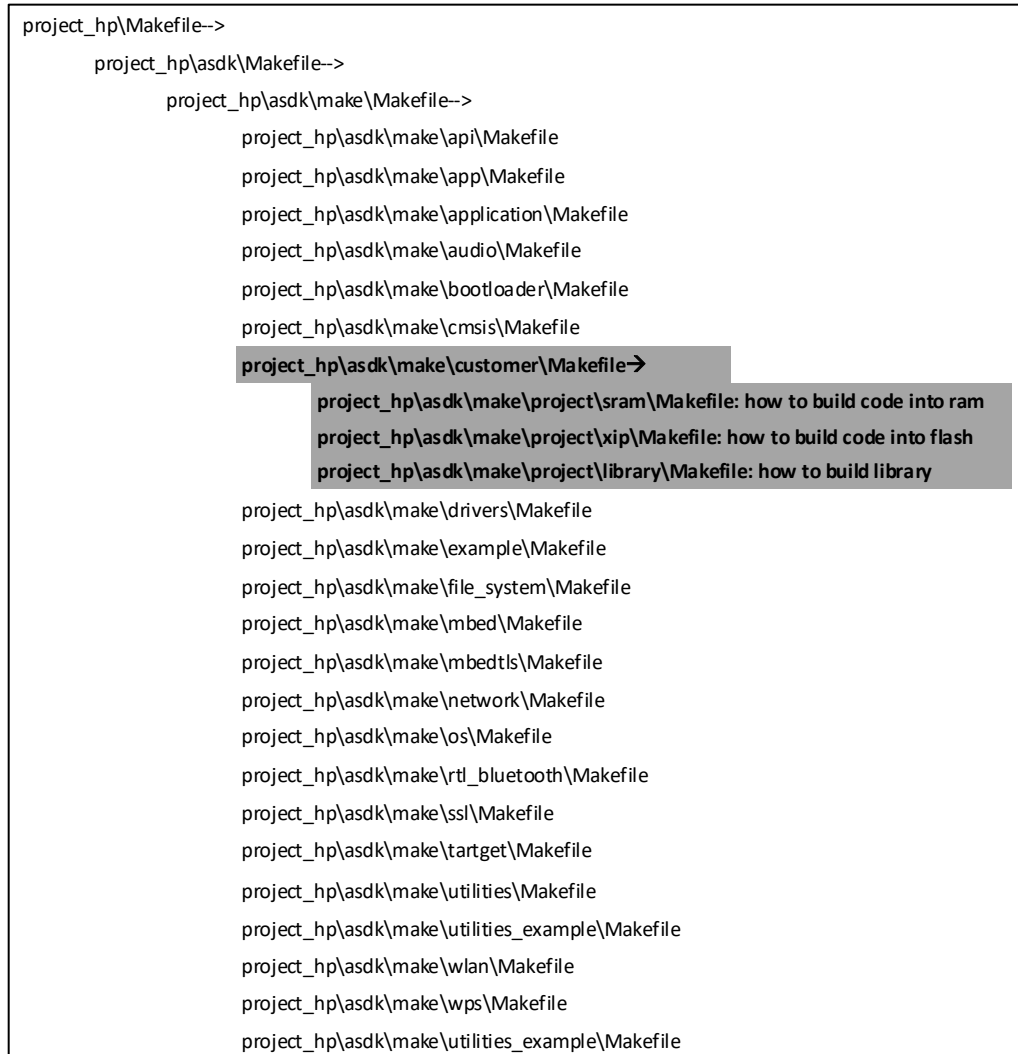 project_hp\Makefile-->
project_hp\asdk\Makefile-->
project_hp\asdk\make\Makefile-->
project_hp\asdk\make\api\Makefile
project_hp\asdk\make\app\Makefile
project_hp\asdk\make\application\Makefile
project_hp\asdk\make\audio\Makefile
project_hp\asdk\make\bootloader\Makefile
project_hp\asdk\make\cmsis\Makefile
project_hp\asdk\make\customer\Makefile→
project_hp\asdk\make\project\sram\Makefile: how to build code into ram
project_hp\asdk\make\project\xip\Makefile: how to build code into flash
project_hp\asdk\make\project\library\Makefile: how to build library
project_hp\asdk\make\drivers\Makefile
project_hp\asdk\make\example\Makefile
project_hp\asdk\make\file_system\Makefile
project_hp\asdk\make\mbed\Makefile
project_hp\asdk\make\mbedtls\Makefile
project_hp\asdk\make\network\Makefile
project_hp\asdk\make\os\Makefile
project_hp\asdk\make\rtl_bluetooth\Makefile
project_hp\asdk\make\ssl\Makefile
project_hp\asdk\make\tartget\Makefile
project_hp\asdk\make\utilities\Makefile
project_hp\asdk\make\utilities_example\Makefile
project_hp\asdk\make\wlan\Makefile
project_hp\asdk\make\wps\Makefile
project_hp\asdk\make\utilities_example\Makefile